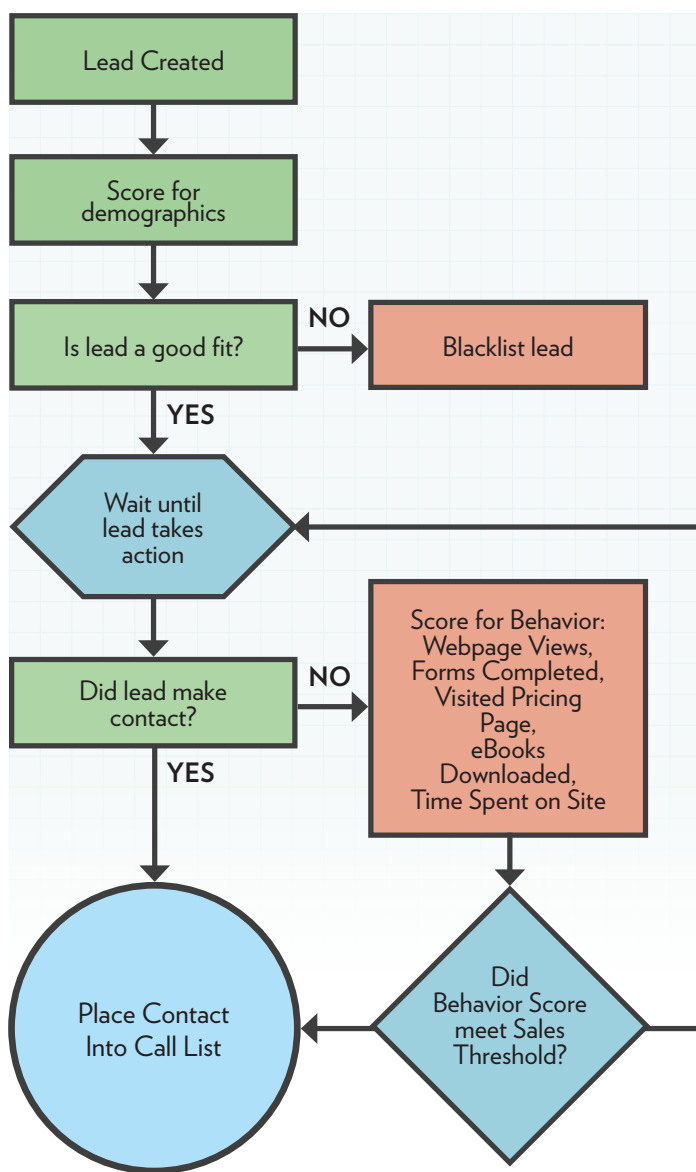 Lead Created
Score for
demographics
Is lead a good fit?
NO
Blacklist lead
YES
Wait until
lead takes
action
Did lead make
contact?
NO
Score for Behavior:
Webpage Views,
Forms Completed,
Visited Pricing
Page,
eBooks
Downloaded,
Time Spent on Site
YES
Place Contact
Into Call List
Did
Behavior Score
meet Sales
Threshold?